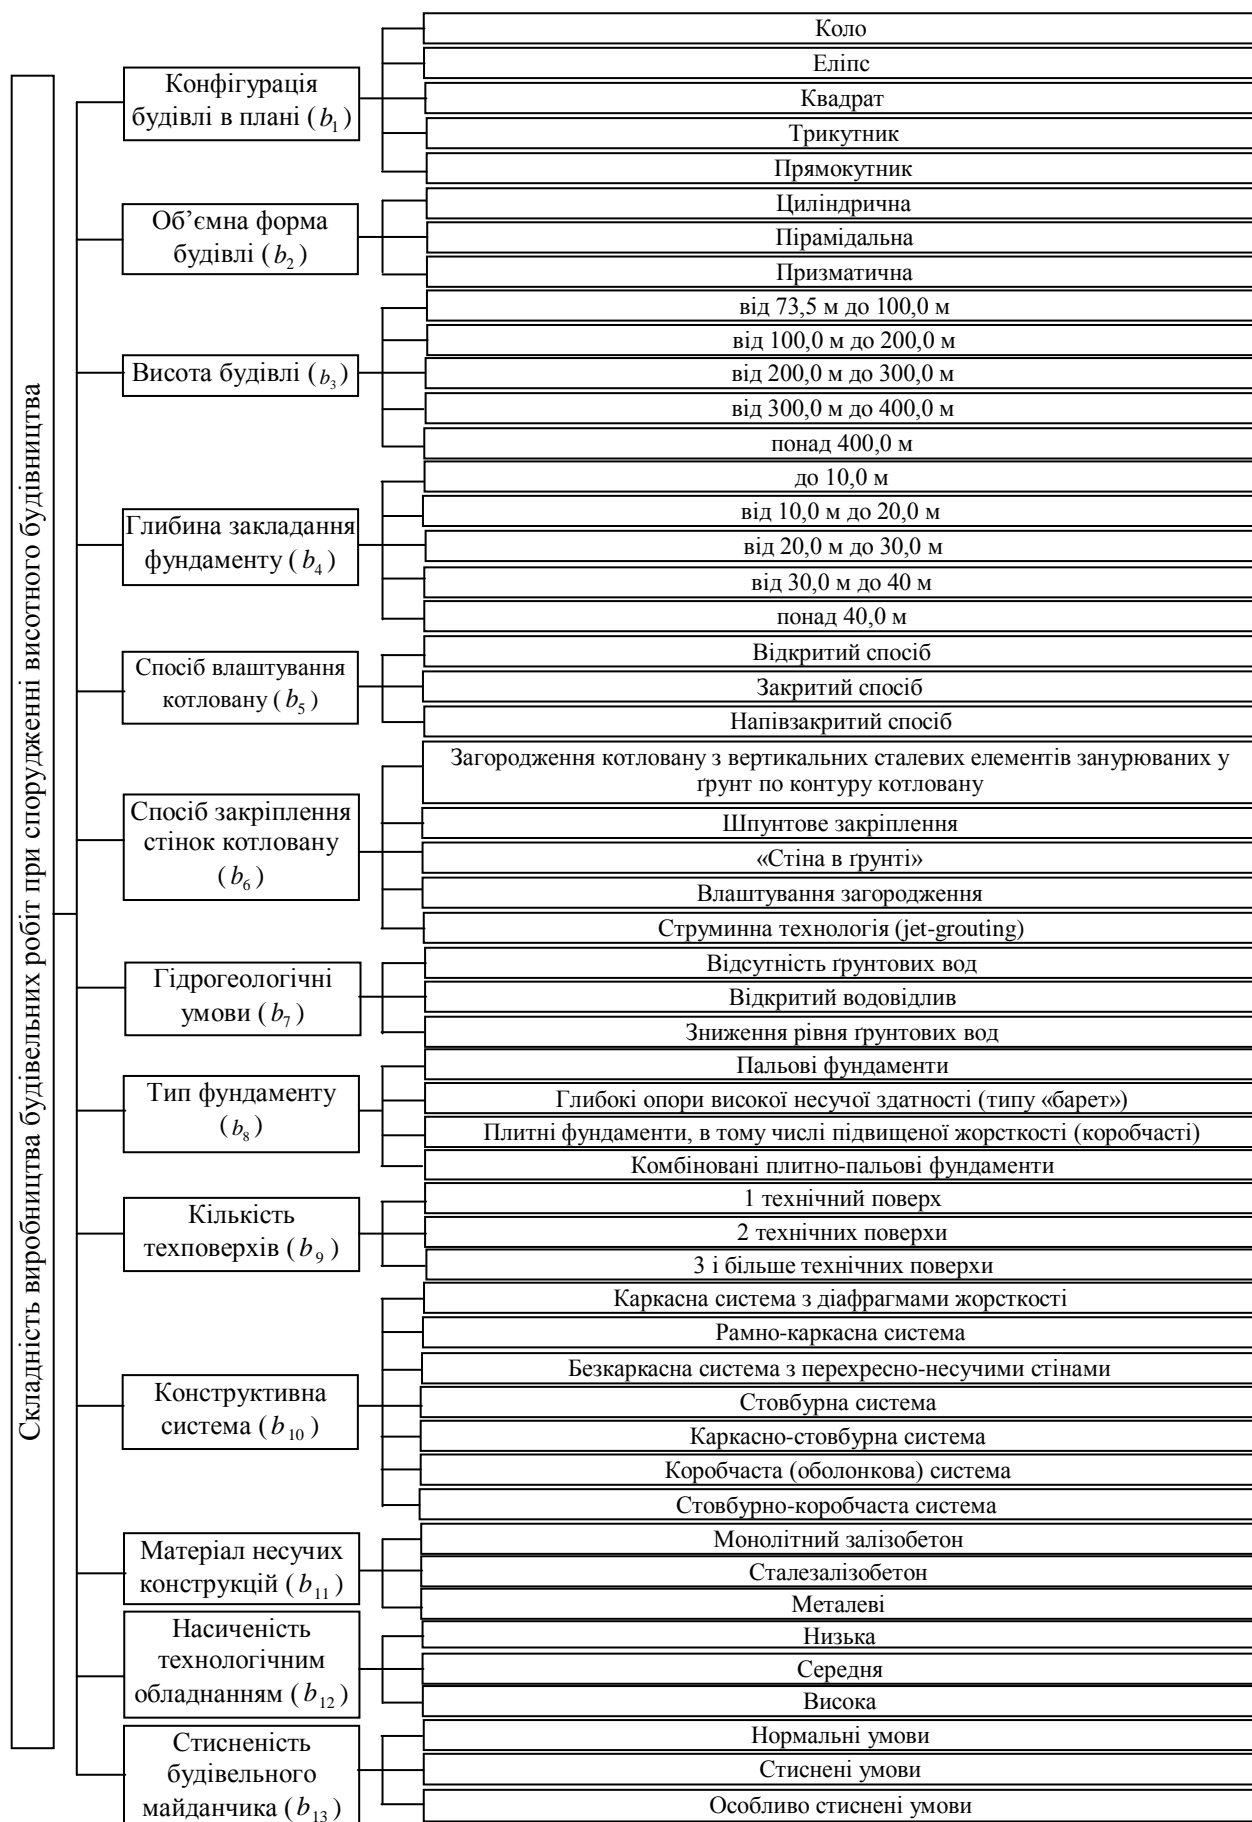 Складність виробництва будівельних робіт при спорудженні висотного будівництва
Конфігурація
будівлі в плані (b₁)
Коло
Еліпс
Квадрат
Трикутник
Прямокутник
Об’ємна форма
будівлі (b₂)
Циліндрична
Пірамідальна
Призматична
Висота будівлі (b₃)
від 73,5 м до 100,0 м
від 100,0 м до 200,0 м
від 200,0 м до 300,0 м
від 300,0 м до 400,0 м
понад 400,0 м
Глибина закладання
фундаменту (b₄)
до 10,0 м
від 10,0 м до 20,0 м
від 20,0 м до 30,0 м
від 30,0 м до 40 м
понад 40,0 м
Спосіб влаштування
котловану (b₅)
Відкритий спосіб
Закритий спосіб
Напівзакритий спосіб
Спосіб закріплення
стінок котловану
(b₆)
Загородження котловану з вертикальних сталевих елементів занурюваних у
ґрунт по контуру котловану
Шпунтове закріплення
«Стіна в ґрунті»
Влаштування загородження
Струминна технологія (jet-grouting)
Гідрогеологічні
умови (b₇)
Відсутність ґрунтових вод
Відкритий водовідлив
Зниження рівня ґрунтових вод
Тип фундаменту
(b₈)
Пальові фундаменти
Глибокі опори високої несучої здатності (типу «барет»)
Плитні фундаменти, в тому числі підвищеної жорсткості (коробчасті)
Комбіновані плитно-пальові фундаменти
Кількість
техповерхів (b₉)
1 технічний поверх
2 технічних поверхи
3 і більше технічних поверхи
Конструктивна
система (b₁₀)
Каркасна система з діафрагмами жорсткості
Рамно-каркасна система
Безкаркасна система з перехресно-несучими стінами
Стовбурна система
Каркасно-стовбурна система
Коробчаста (оболонкова) система
Стовбурно-коробчаста система
Матеріал несучих
конструкцій (b₁₁)
Монолітний залізобетон
Сталезалізобетон
Металеві
Насиченість
технологічним
обладнанням (b₁₂)
Низька
Середня
Висока
Стисненість
будівельного
майданчика (b₁₃)
Нормальні умови
Стиснені умови
Особливо стиснені умови